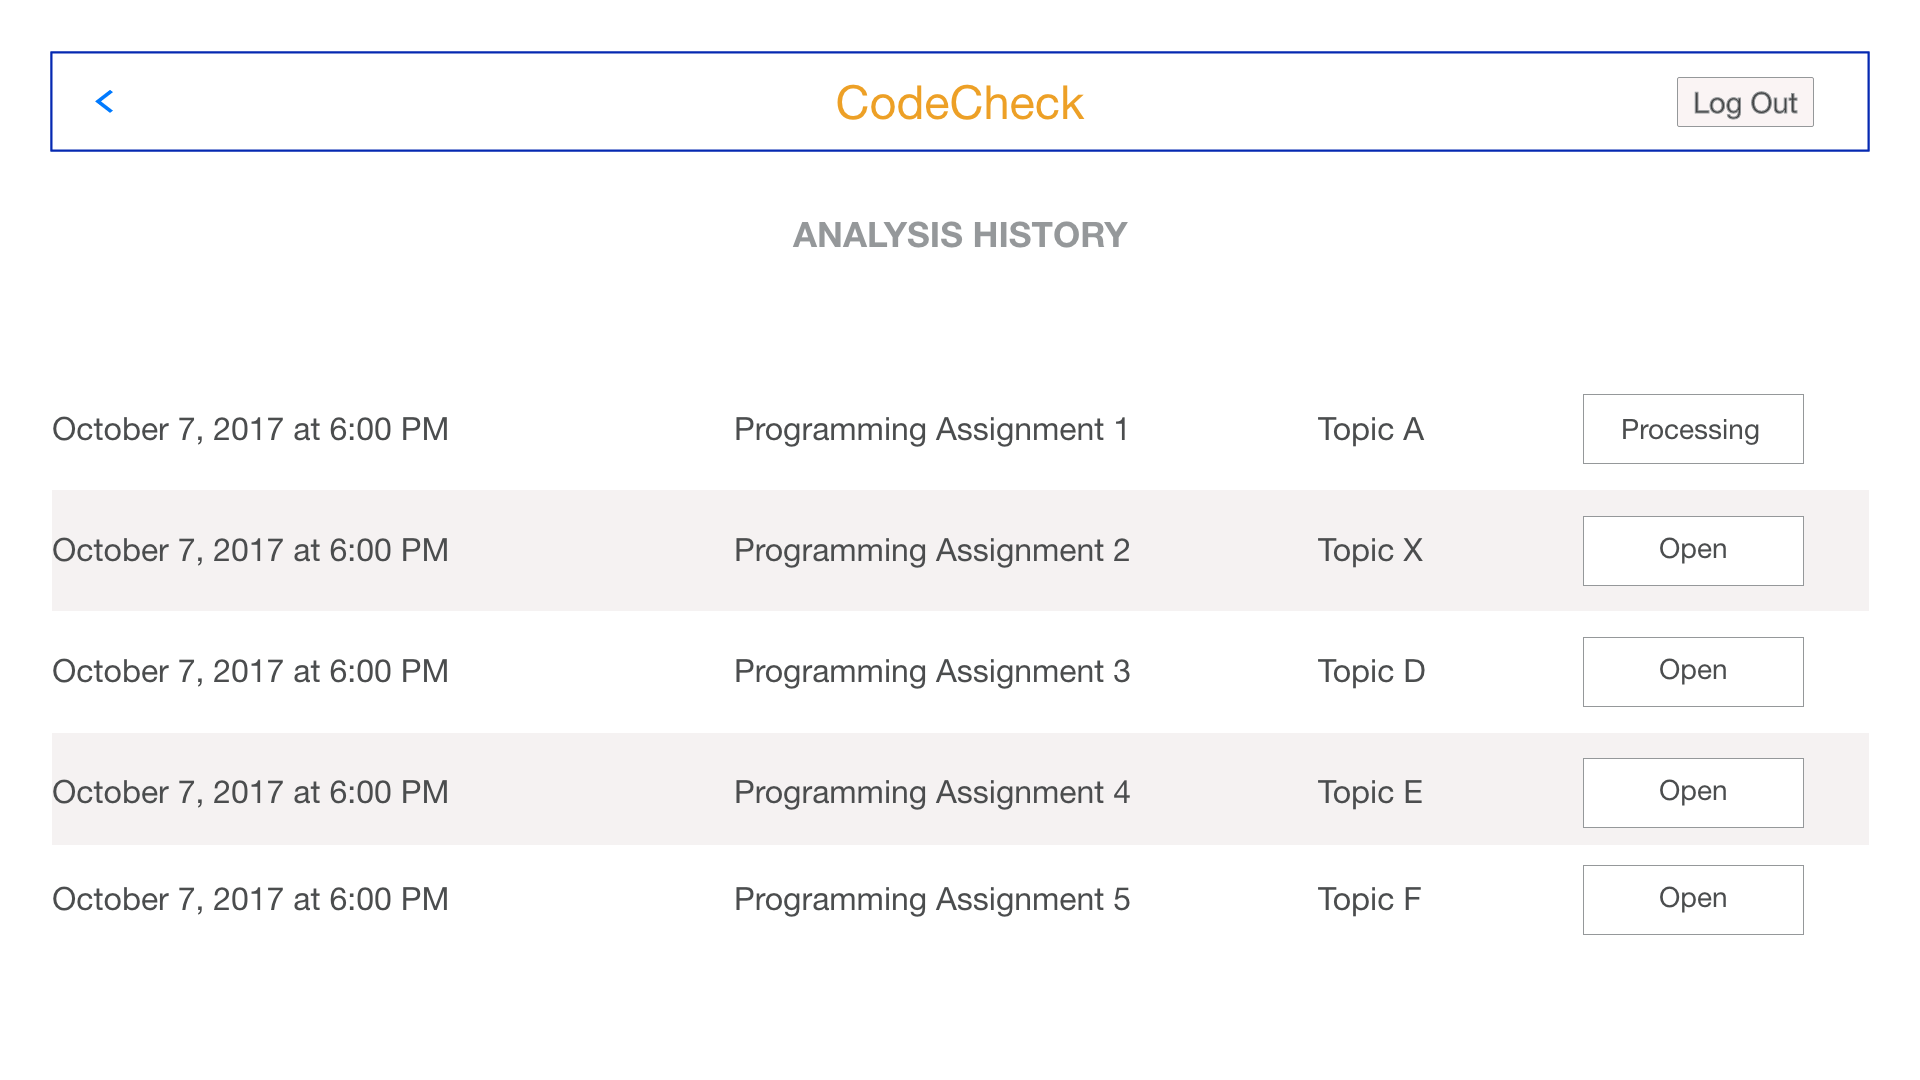 < CodeCheck Log Out
ANALYSIS HISTORY
October 7, 2017 at 6:00 PM Programming Assignment 1 Topic A Processing
October 7, 2017 at 6:00 PM Programming Assignment 2 Topic X Open
October 7, 2017 at 6:00 PM Programming Assignment 3 Topic D Open
October 7, 2017 at 6:00 PM Programming Assignment 4 Topic E Open
October 7, 2017 at 6:00 PM Programming Assignment 5 Topic F Open